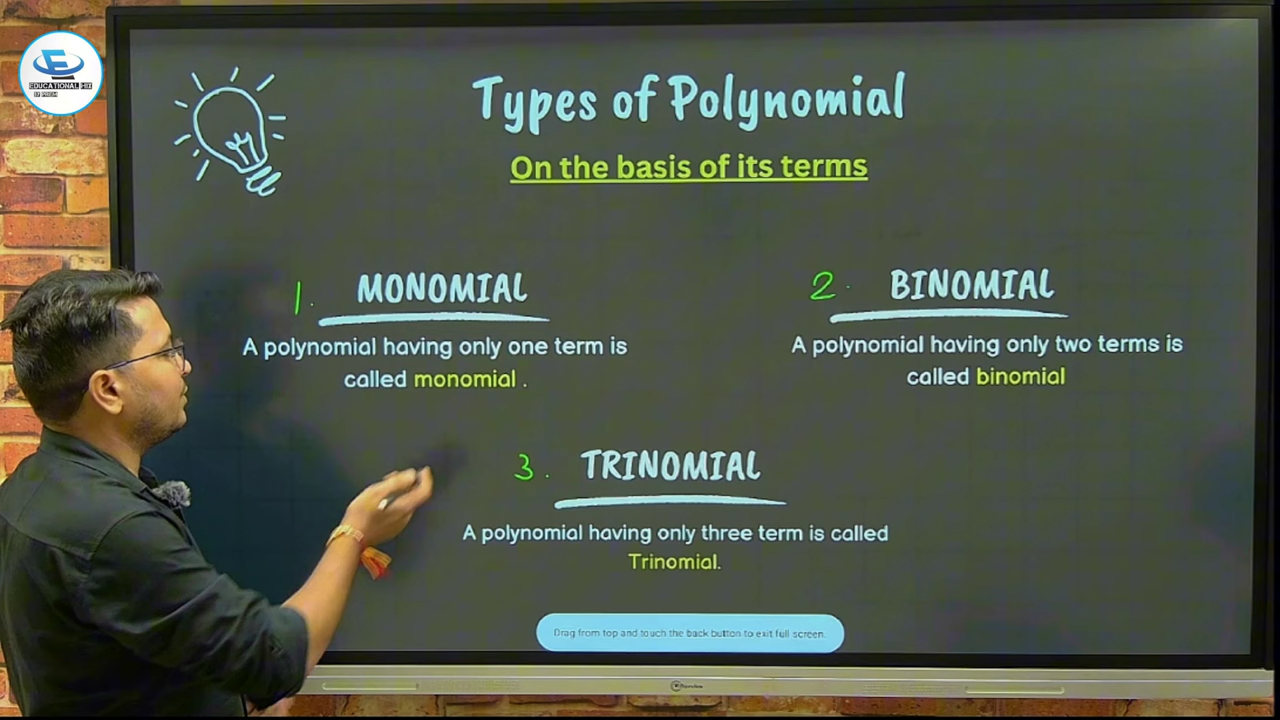 EDUCATIONAL
Types of Polynomial
On the basis of its terms
1. MONOMIAL
A polynomial having only one term is
called monomial .
2. BINOMIAL
A polynomial having only two terms is
called binomial
3. TRINOMIAL
A polynomial having only three term is called
Trinomial.
Drag from top and touch the back button to exit full screen.